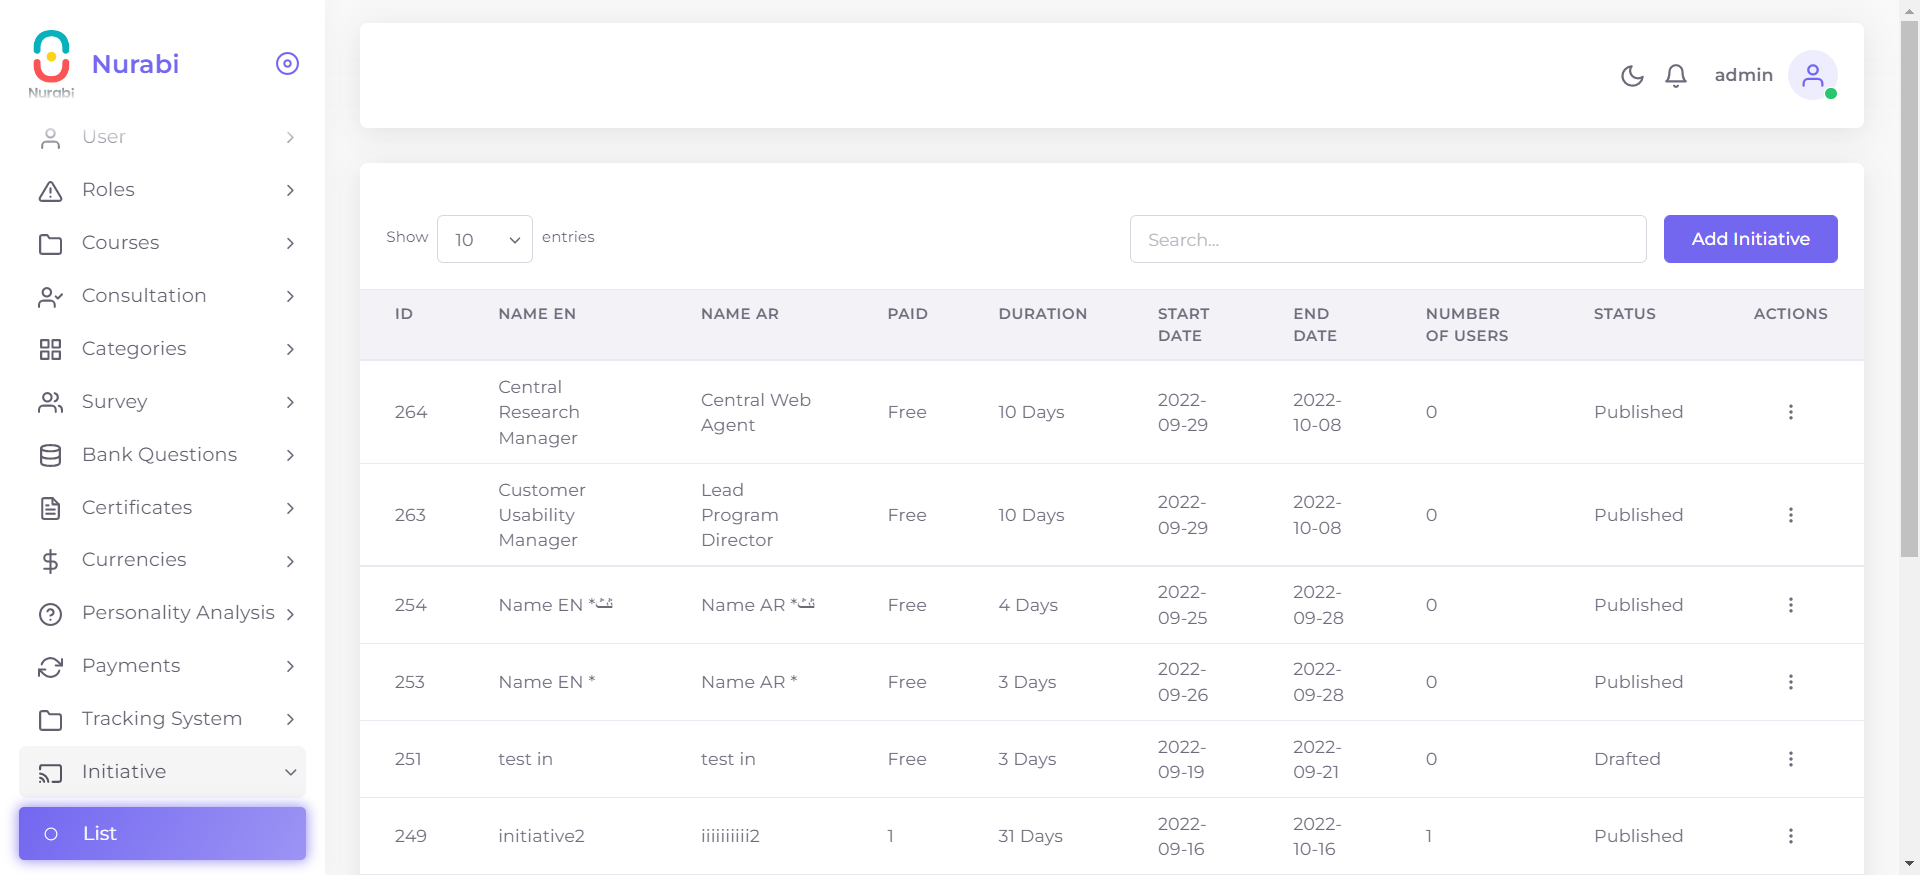 Nurabi
Nurabi
User
Roles
Courses
Consultation
Categories
Survey
Bank Questions
Certificates
Currencies
Personality Analysis
Payments
Tracking System
Initiative
List
admin
Show 10 entries
Search...
Add Initiative
ID NAME EN NAME AR PAID DURATION START DATE END DATE NUMBER OF USERS STATUS ACTIONS
264 Central Research Manager Central Web Agent Free 10 Days 2022-09-29 2022-10-08 0 Published
263 Customer Usability Manager Lead Program Director Free 10 Days 2022-09-29 2022-10-08 0 Published
254 Name EN * Name AR * Free 4 Days 2022-09-25 2022-09-28 0 Published
253 Name EN * Name AR * Free 3 Days 2022-09-26 2022-09-28 0 Published
251 test in test in Free 3 Days 2022-09-19 2022-09-21 0 Drafted
249 initiative2 iiiiiiiiii2 1 31 Days 2022-09-16 2022-10-16 1 Published